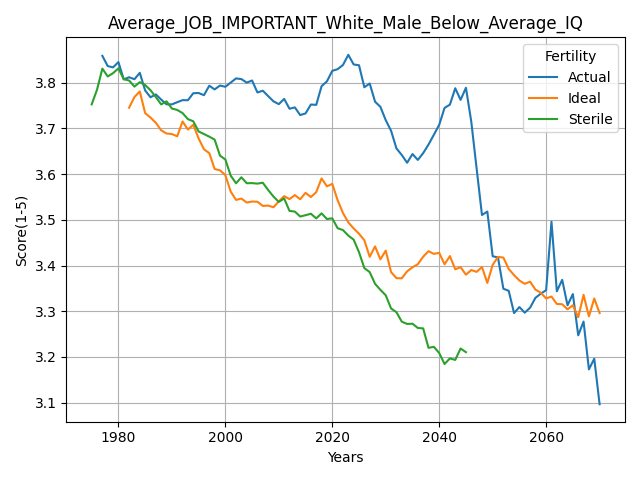 Average_JOB_IMPORTANT_White_Male_Below_Average_IQ
Fertility
Actual
Ideal
Sterile
Score(1-5)
3.8
3.7
3.6
3.5
3.4
3.3
3.2
3.1
1980 2000 2020 2040 2060
Years